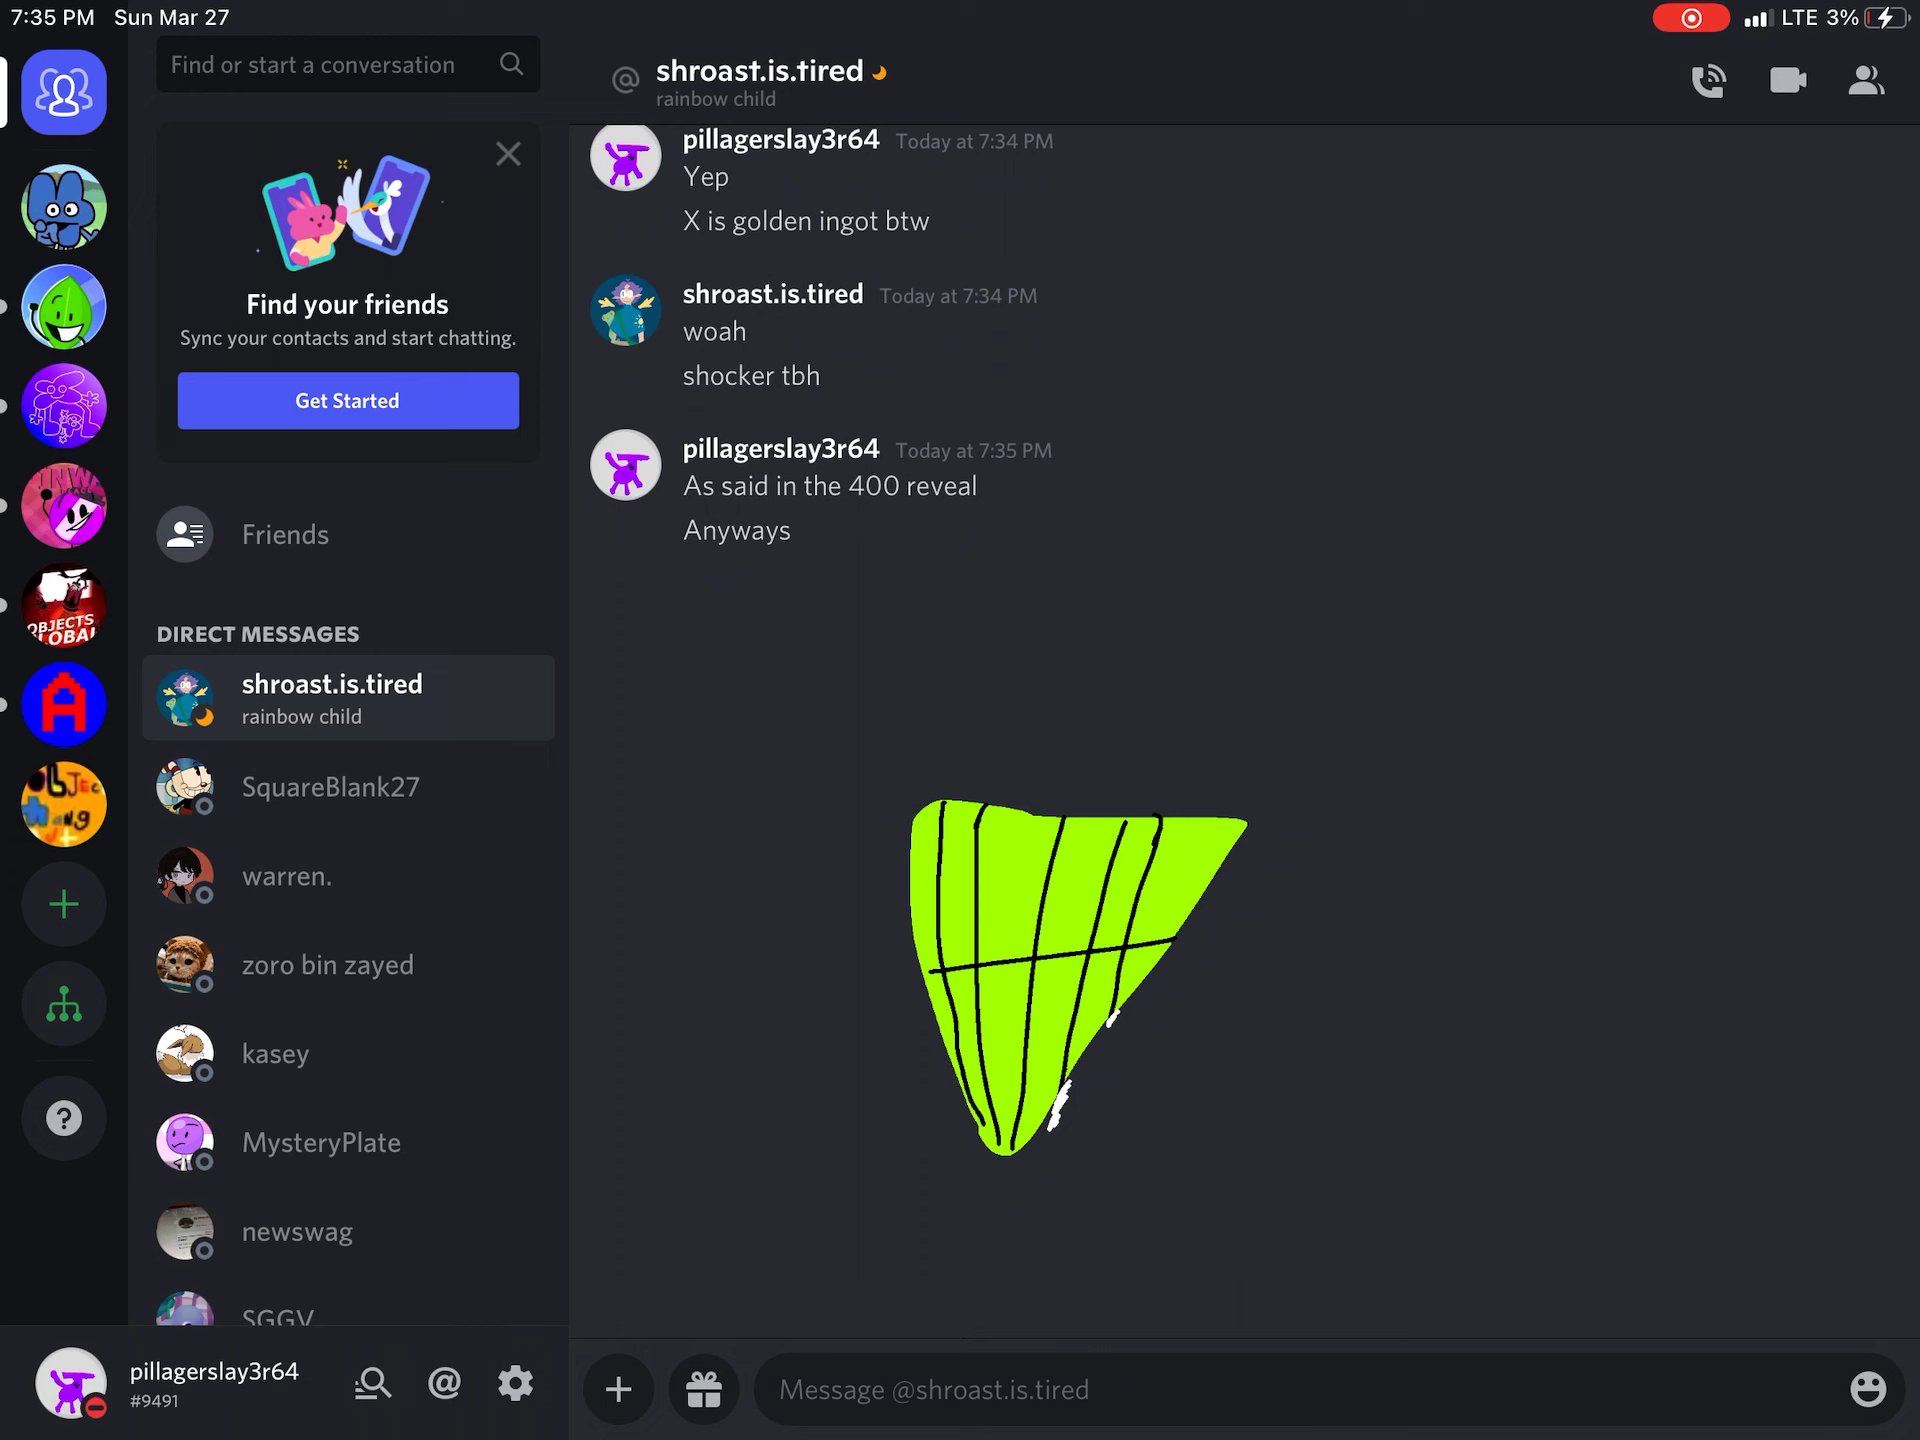 7:35 PM Sun Mar 27
LTE 3%
Find or start a conversation
Find your friends
Sync your contacts and start chatting.
Get Started
Friends
DIRECT MESSAGES
shroast.is.tired
rainbow child
SquareBlank27
warren.
zoro bin zayed
kasey
MysteryPlate
newswag
SGGV
pillagerslay3r64
#9491
OBJECTS
A
shroast.is.tired
rainbow child
pillagerslay3r64 Today at 7:34 PM
Yep
X is golden ingot btw
shroast.is.tired Today at 7:34 PM
woah
shocker tbh
pillagerslay3r64 Today at 7:35 PM
As said in the 400 reveal
Anyways
Message @shroast.is.tired